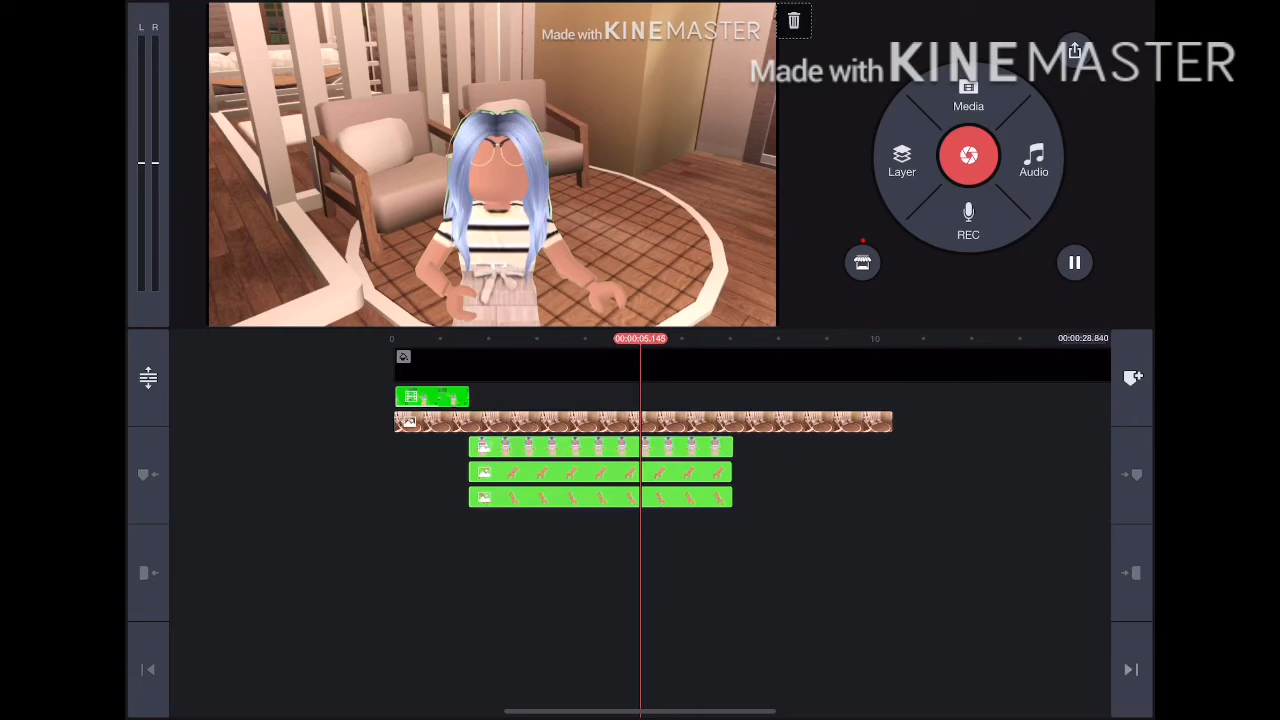 L R
Made with KINEMASTER
Made with KINEMASTER
Media
Layer
Audio
REC
0
00:00:05.145
10
00:00:28.840